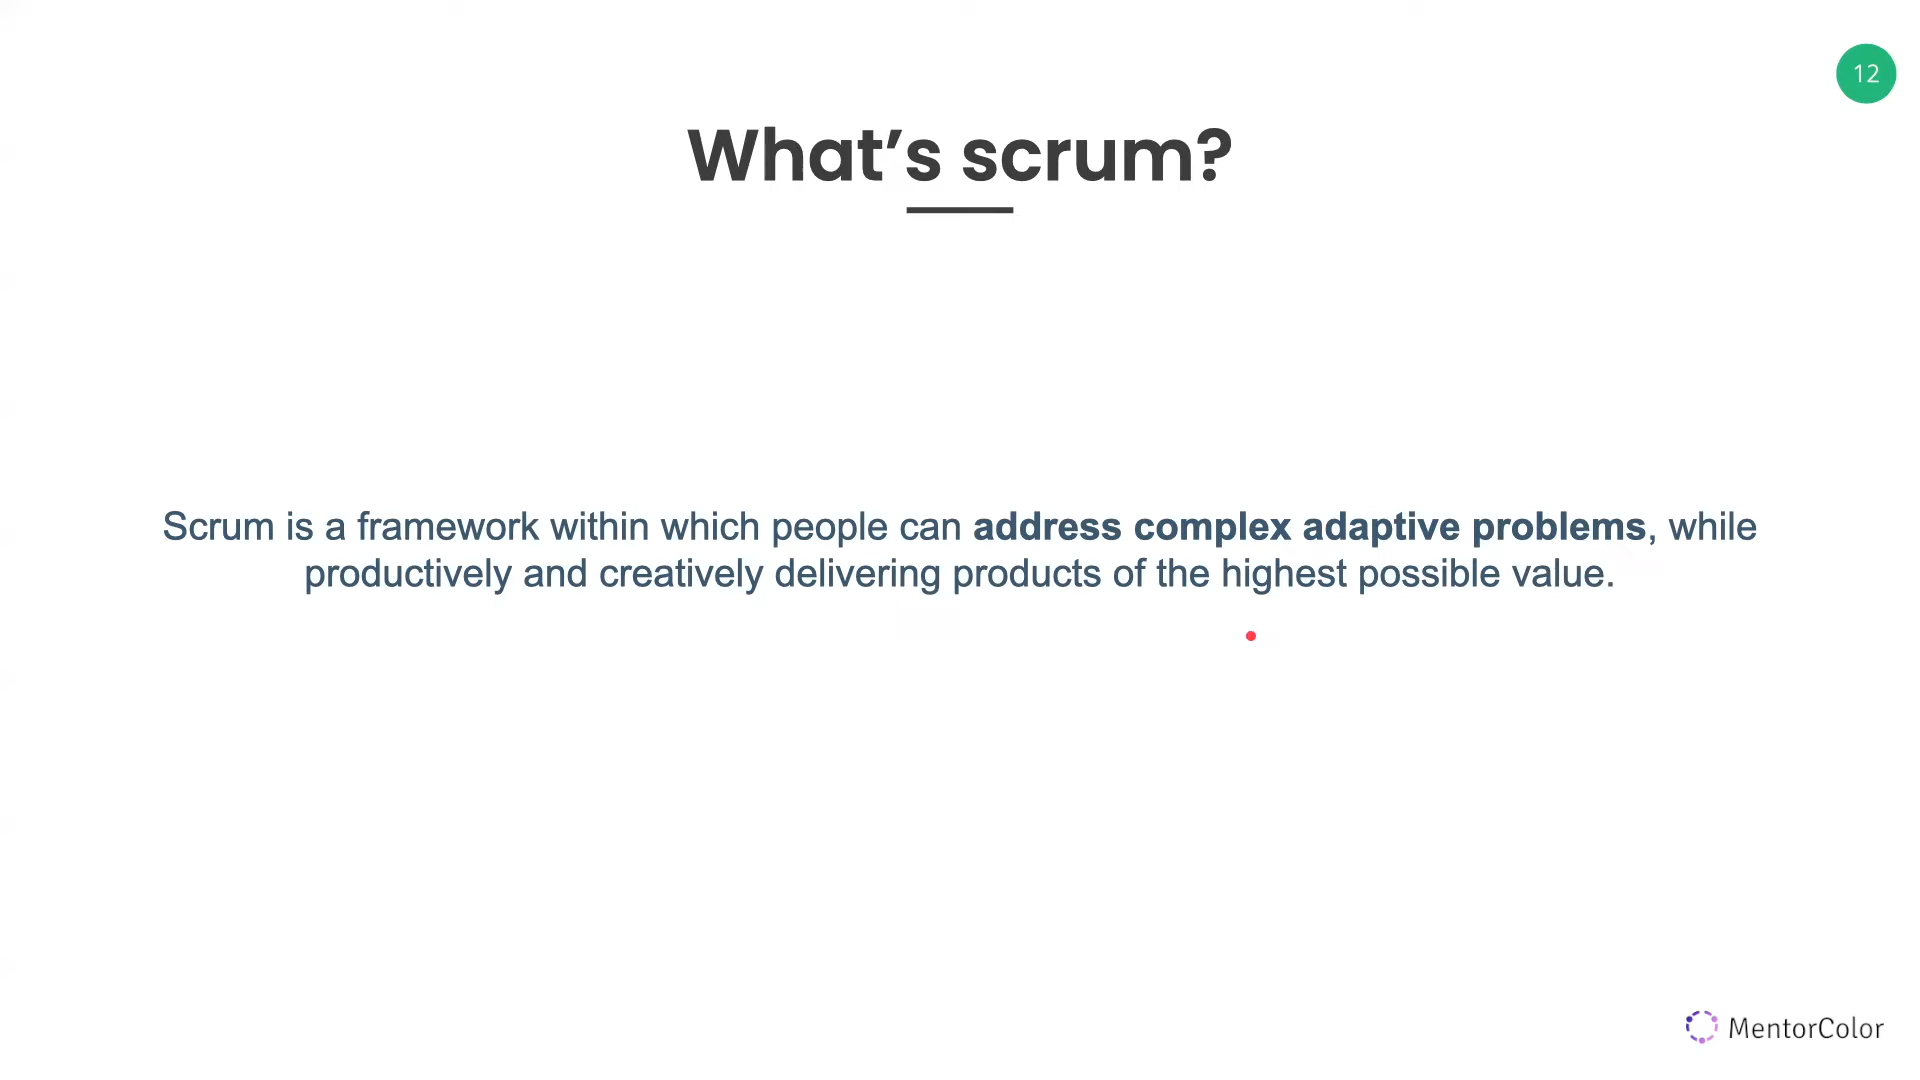 12
What’s scrum?
Scrum is a framework within which people can address complex adaptive problems, while
productively and creatively delivering products of the highest possible value.
MentorColor